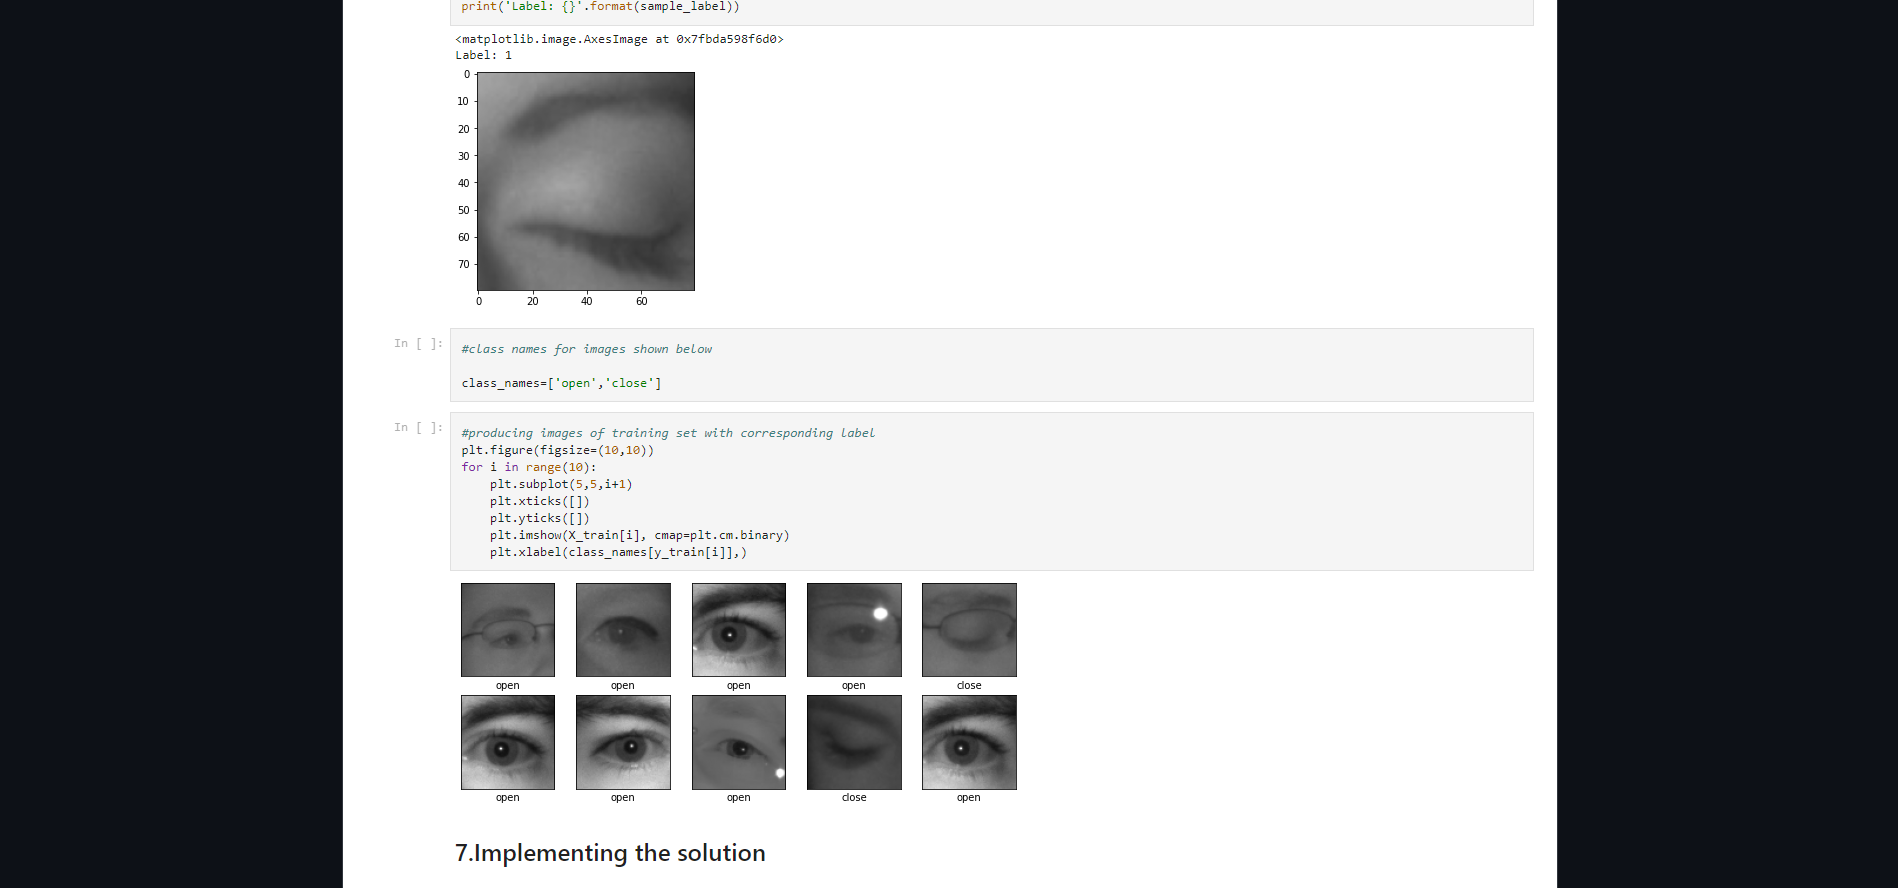 print('Label: {}'.format(sample_label))
<matplotlib.image.AxesImage at 0x7fbda598f6d0>
Label: 1
0
10
20
30
40
50
60
70
0 20 40 60
In [ ]:
#class names for images shown below
class_names=['open','close']
In [ ]:
#producing images of training set with corresponding label
plt.figure(figsize=(10,10))
for i in range(10):
    plt.subplot(5,5,i+1)
    plt.xticks([])
    plt.yticks([])
    plt.imshow(X_train[i], cmap=plt.cm.binary)
    plt.xlabel(class_names[y_train[i]],)
open open open open close
open open open close open
7.Implementing the solution